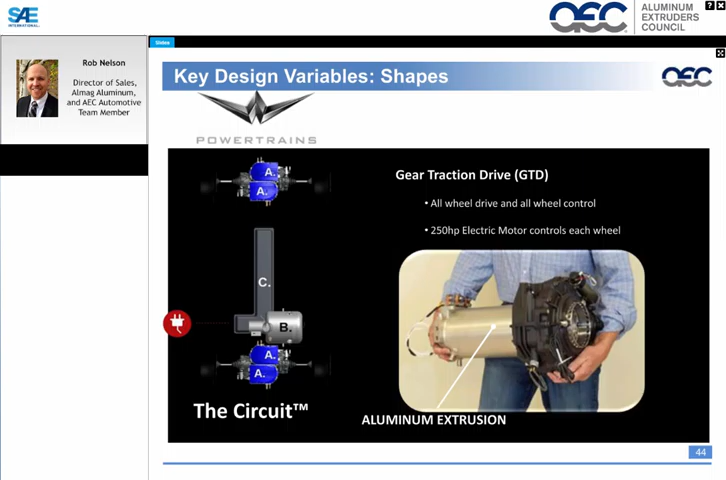 SAE
INTERNATIONAL
AEC
ALUMINUM
EXTRUDERS
COUNCIL
Rob Nelson
Director of Sales,
Almag Aluminum,
and AEC Automotive
Team Member
Slides
Key Design Variables: Shapes
AEC
POWERTRAINS
A.
A.
C.
B.
A.
A.
The Circuit™
Gear Traction Drive (GTD)
• All wheel drive and all wheel control
• 250hp Electric Motor controls each wheel
ALUMINUM EXTRUSION
44